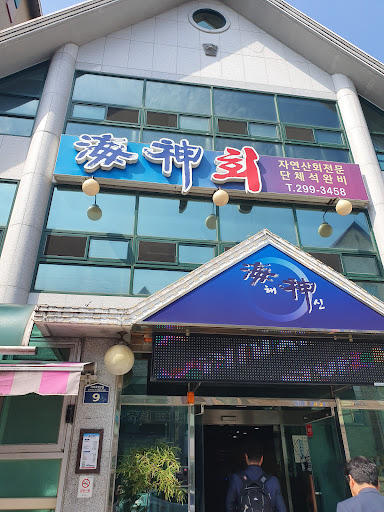 海神회
자연산회전문
단체석완비
T.299-3458
海神
해 신
9